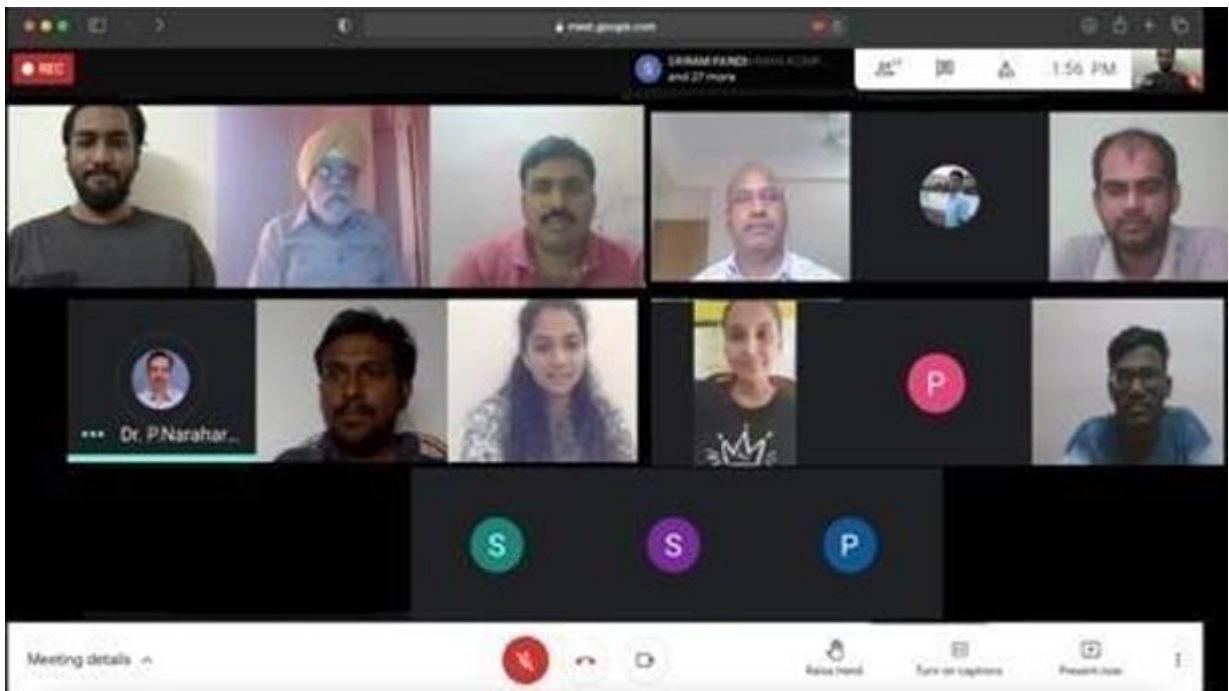 meet.google.com
REC
S
SRIRAM PANDI
and 27 more
1:56 PM
Dr. P.Narahar...
P
S
S
P
Meeting details
Raise hand
Turn on captions
Present now